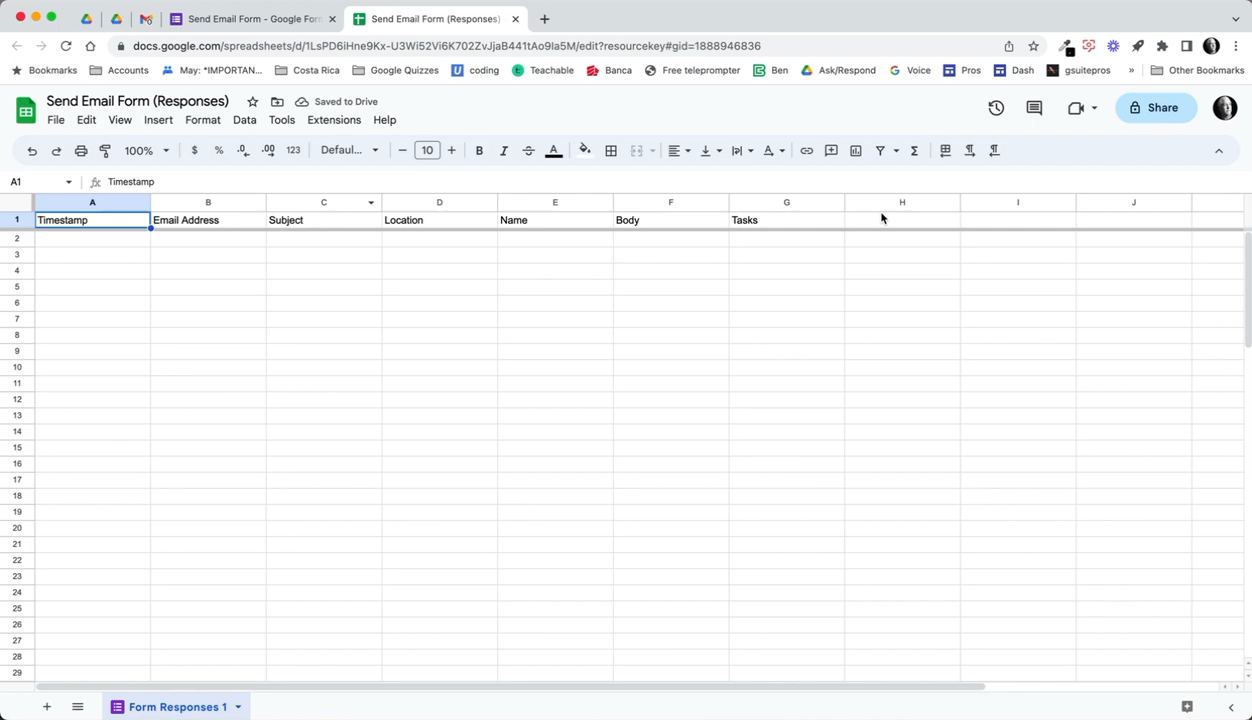 Send Email Form - Google Form
Send Email Form (Responses)
docs.google.com/spreadsheets/d/1LsPD6iHne9Kx-U3Wi52Vi6K702ZvJjaB441tAo9la5M/edit?resourcekey#gid=1888946836
Bookmarks Accounts May: *IMPORTAN... Costa Rica Google Quizzes coding Teachable Banca Free teleprompter Ben Ask/Respond Voice Pros Dash gsuitepros » Other Bookmarks
Send Email Form (Responses) Saved to Drive
Share
File Edit View Insert Format Data Tools Extensions Help
100% $ % .0 .00 123 Defaul... 10 B I S A
A1 fx Timestamp
A B C D E F G H I J
1 Timestamp Email Address Subject Location Name Body Tasks
2
3
4
5
6
7
8
9
10
11
12
13
14
15
16
17
18
19
20
21
22
23
24
25
26
27
28
29
Form Responses 1